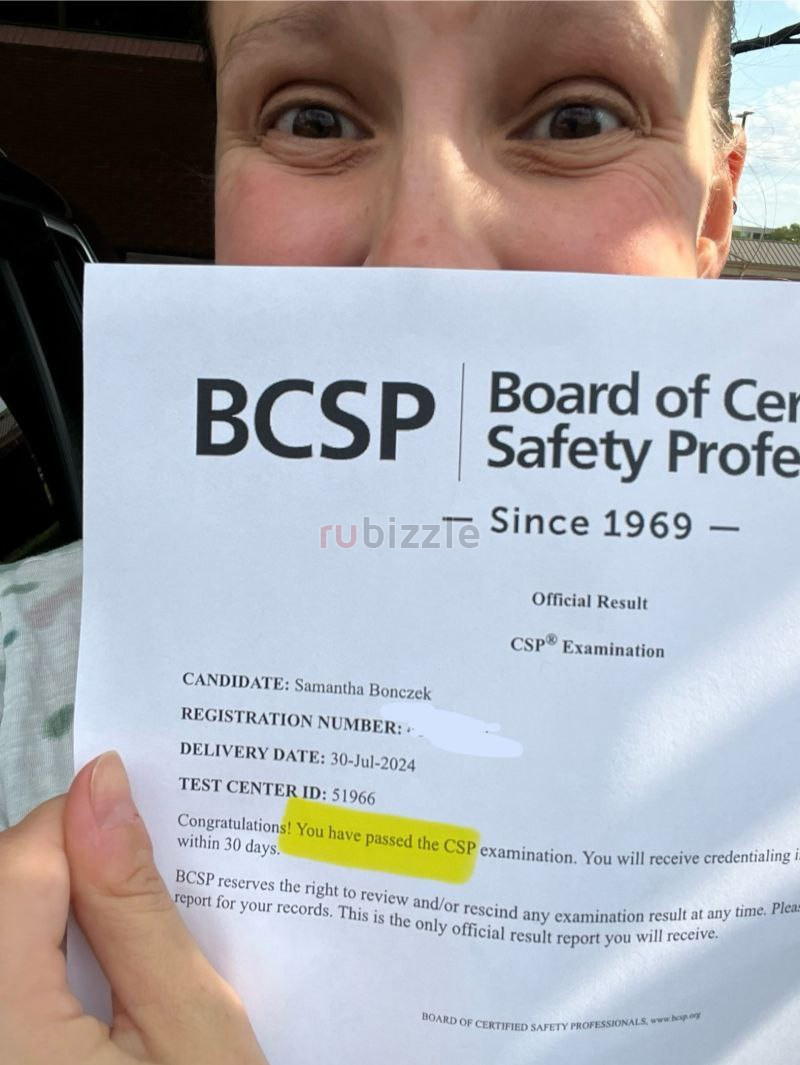 BCSP
Board of Cer
Safety Profe
— Since 1969 —
rubizzle
Official Result
CSP® Examination
CANDIDATE: Samantha Bonczek
REGISTRATION NUMBER:
DELIVERY DATE: 30-Jul-2024
TEST CENTER ID: 51966
Congratulations! You have passed the CSP examination. You will receive credentialing
within 30 days.
BCSP reserves the right to review and/or rescind any examination result at any time. Plea
report for your records. This is the only official result report you will receive.
BOARD OF CERTIFIED SAFETY PROFESSIONALS, www.bcsp.org